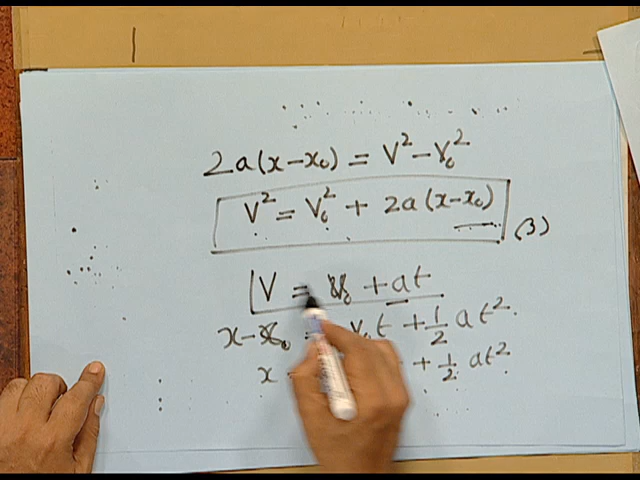 2a(x-x₀) = V² - V₀²
V² = V₀² + 2a(x-x₀) (3)
V = V₀ + at
x-x₀ = V₀t + ½ at²
x + ½ at²